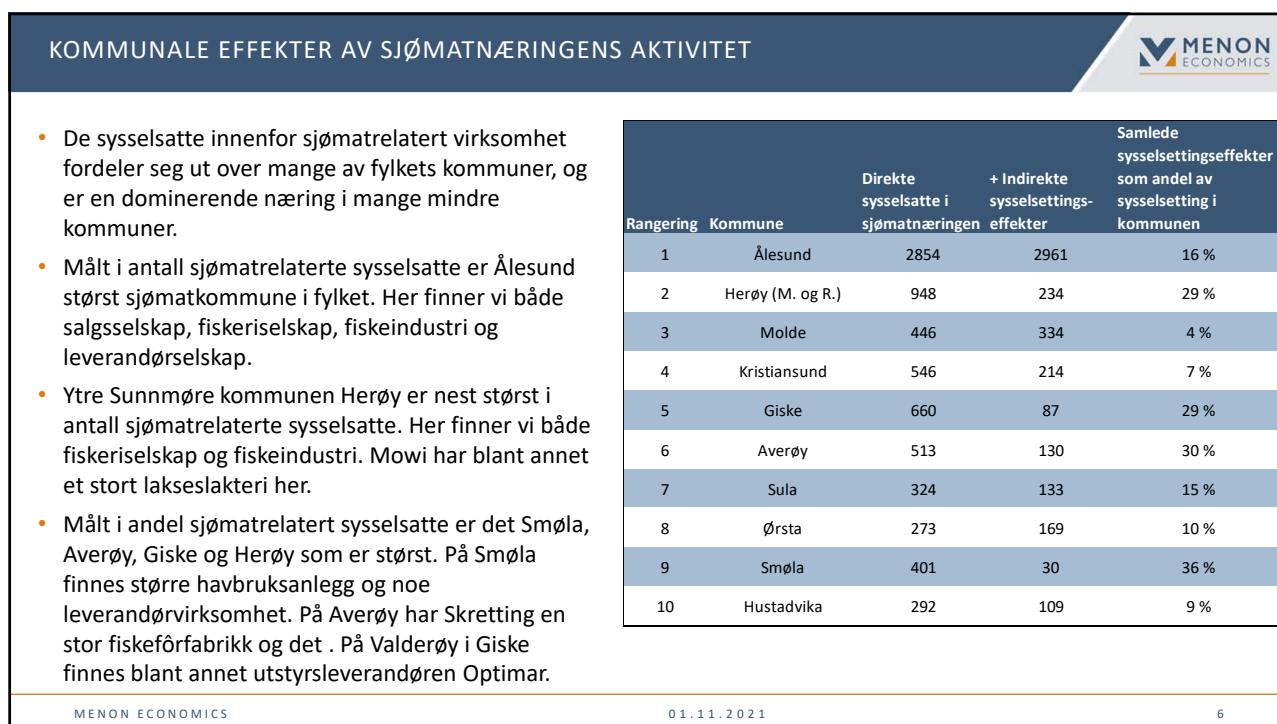 KOMMUNALE EFFEKTER AV SJØMATNÆRINGENS AKTIVITET
MENON
ECONOMICS
• De sysselsatte innenfor sjømatrelatert virksomhet
fordeler seg ut over mange av fylkets kommuner, og
er en dominerende næring i mange mindre
kommuner.
• Målt i antall sjømatrelaterte sysselsatte er Ålesund
størst sjømatkommune i fylket. Her finner vi både
salgsselskap, fiskeriselskap, fiskeindustri og
leverandørselskap.
• Ytre Sunnmøre kommunen Herøy er nest størst i
antall sjømatrelaterte sysselsatte. Her finner vi både
fiskeriselskap og fiskeindustri. Mowi har blant annet
et stort lakseslakteri her.
• Målt i andel sjømatrelatert sysselsatte er det Smøla,
Averøy, Giske og Herøy som er størst. På Smøla
finnes større havbruksanlegg og noe
leverandørvirksomhet. På Averøy har Skretting en
stor fiskefôrfabrikk og det . På Valderøy i Giske
finnes blant annet utstyrsleverandøren Optimar.
Samlede
sysselsettingseffekter
Direkte + Indirekte som andel av
sysselsatte i sysselsettings- sysselsetting i
Rangering Kommune sjømatnæringen effekter kommunen
1 Ålesund 2854 2961 16 %
2 Herøy (M. og R.) 948 234 29 %
3 Molde 446 334 4 %
4 Kristiansund 546 214 7 %
5 Giske 660 87 29 %
6 Averøy 513 130 30 %
7 Sula 324 133 15 %
8 Ørsta 273 169 10 %
9 Smøla 401 30 36 %
10 Hustadvika 292 109 9 %
MENON ECONOMICS 01.11.2021 6